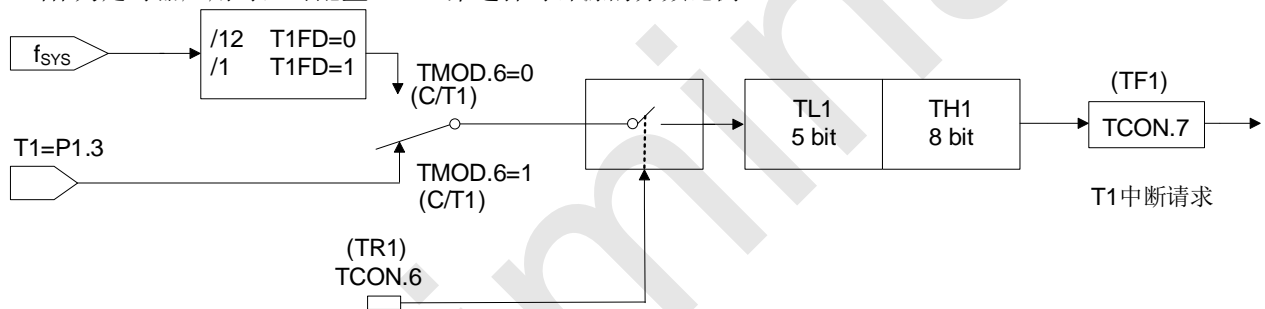 fSYS
/12 T1FD=0
/1 T1FD=1
TMOD.6=0
(C/T1)
T1=P1.3
TMOD.6=1
(C/T1)
(TR1)
TCON.6
TL1
5 bit
TH1
8 bit
(TF1)
TCON.7
T1中断请求